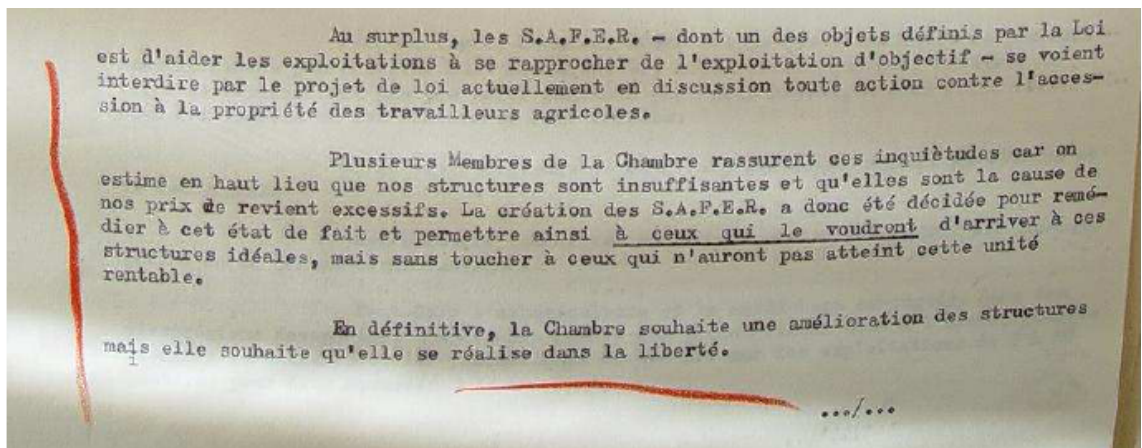 Au surplus, les S.A.F.E.R. - dont un des objets définis par la Loi
est d'aider les exploitations à se rapprocher de l'exploitation d'objectif - se voient
interdire par le projet de loi actuellement en discussion toute action contre l'acces-
sion à la propriété des travailleurs agricoles.
Plusieurs Membres de la Chambre rassurent ces inquiètudes car on
estime en haut lieu que nos structures sont insuffisantes et qu'elles sont la cause de
nos prix de revient excessifs. La création des S.A.F.E.R. a donc été décidée pour remé-
dier à cet état de fait et permettre ainsi à ceux qui le voudront d'arriver à ces
structures idéales, mais sans toucher à ceux qui n'auront pas atteint cette unité
rentable.
En définitive, la Chambre souhaite une amélioration des structures
mais elle souhaite qu'elle se réalise dans la liberté.
.../...